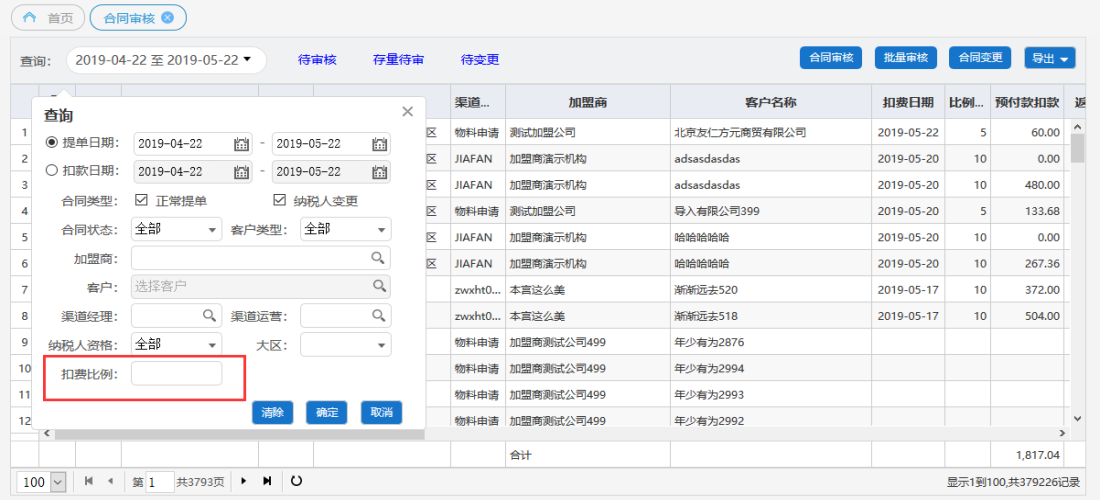 首页 合同审核
查询： 2019-04-22 至 2019-05-22 待审核 存量待审 待变更 合同审核 批量审核 合同变更 导出
渠道... 加盟商 客户名称 扣费日期 比例... 预付款扣款 返
1 区 物料申请 测试加盟公司 北京友仁方元商贸有限公司 2019-05-22 5 60.00
2 区 JIAFAN 加盟商演示机构 adsasdasdas 2019-05-20 10 0.00
3 区 JIAFAN 加盟商演示机构 adsasdasdas 2019-05-20 10 480.00
4 区 物料申请 测试加盟公司 导入有限公司399 2019-05-20 5 133.68
5 区 JIAFAN 加盟商演示机构 哈哈哈哈哈 2019-05-20 10 0.00
6 区 JIAFAN 加盟商演示机构 哈哈哈哈哈 2019-05-20 10 267.36
7 zwxht0... 本宫这么美 渐渐远去520 2019-05-17 10 372.00
8 zwxht0... 本宫这么美 渐渐远去518 2019-05-17 10 504.00
9 物料申请 加盟商测试公司499 年少有为2876
10 物料申请 加盟商测试公司499 年少有为2994
11 物料申请 加盟商测试公司499 年少有为2993
12 物料申请 加盟商测试公司499 年少有为2992
查询
提单日期： 2019-04-22 - 2019-05-22
扣款日期： 2019-04-22 - 2019-05-22
合同类型： 正常提单 纳税人变更
合同状态： 全部 客户类型： 全部
加盟商：
客户： 选择客户
渠道经理： 渠道运营：
纳税人资格： 全部 大区：
扣费比例：
清除 确定 取消
合计 1,817.04
100 第 1 共3793页 显示1到100,共379226记录